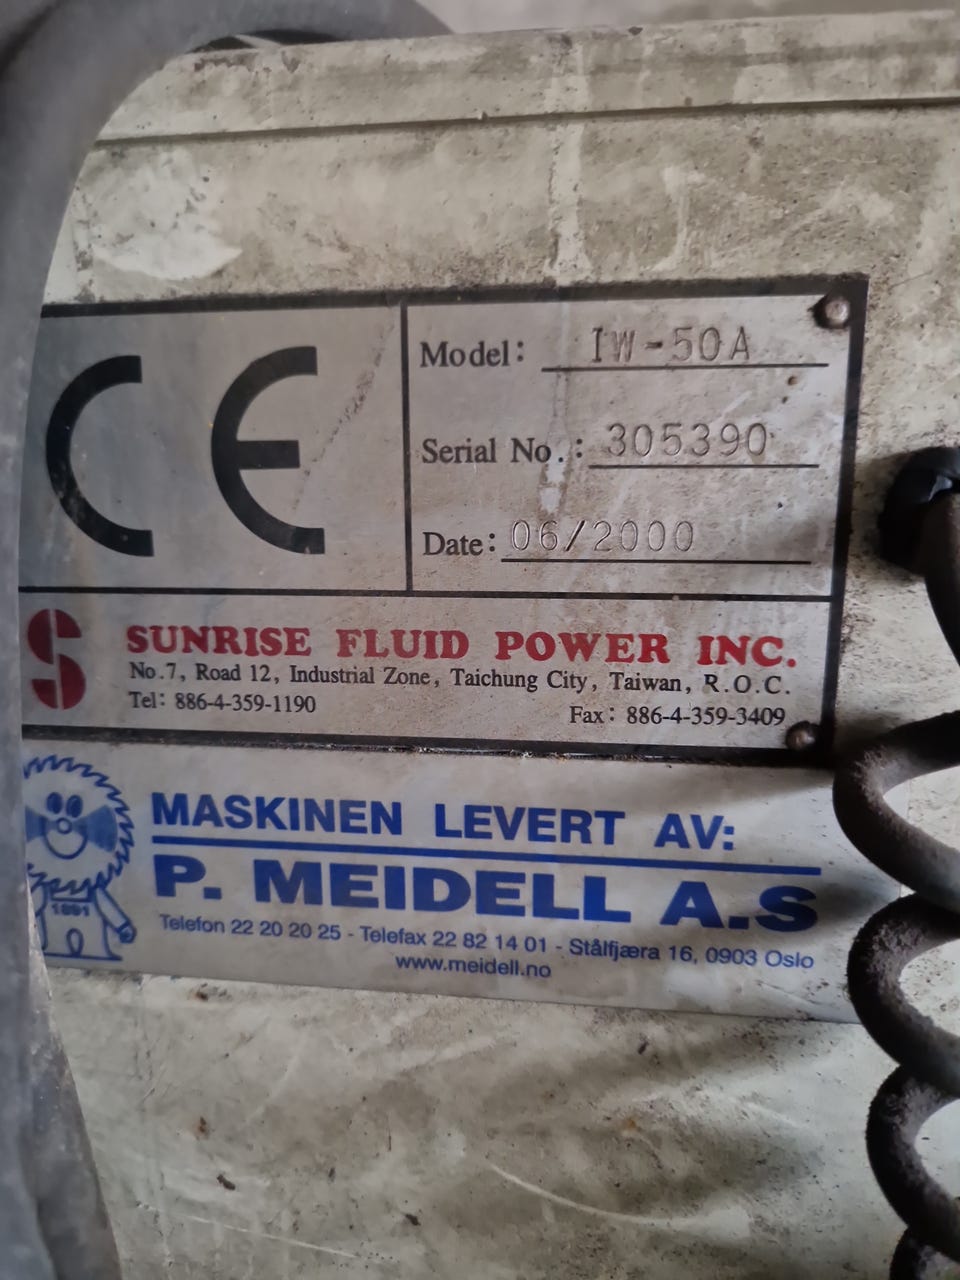 CE
Model: IW-50A
Serial No.: 305390
Date: 06/2000
S SUNRISE FLUID POWER INC.
No.7, Road 12, Industrial Zone, Taichung City, Taiwan, R.O.C.
Tel: 886-4-359-1190 Fax: 886-4-359-3409
MASKINEN LEVERT AV:
P. MEIDELL A.S
1891
Telefon 22 20 20 25 - Telefax 22 82 14 01 - Stålfjæra 16, 0903 Oslo
www.meidell.no